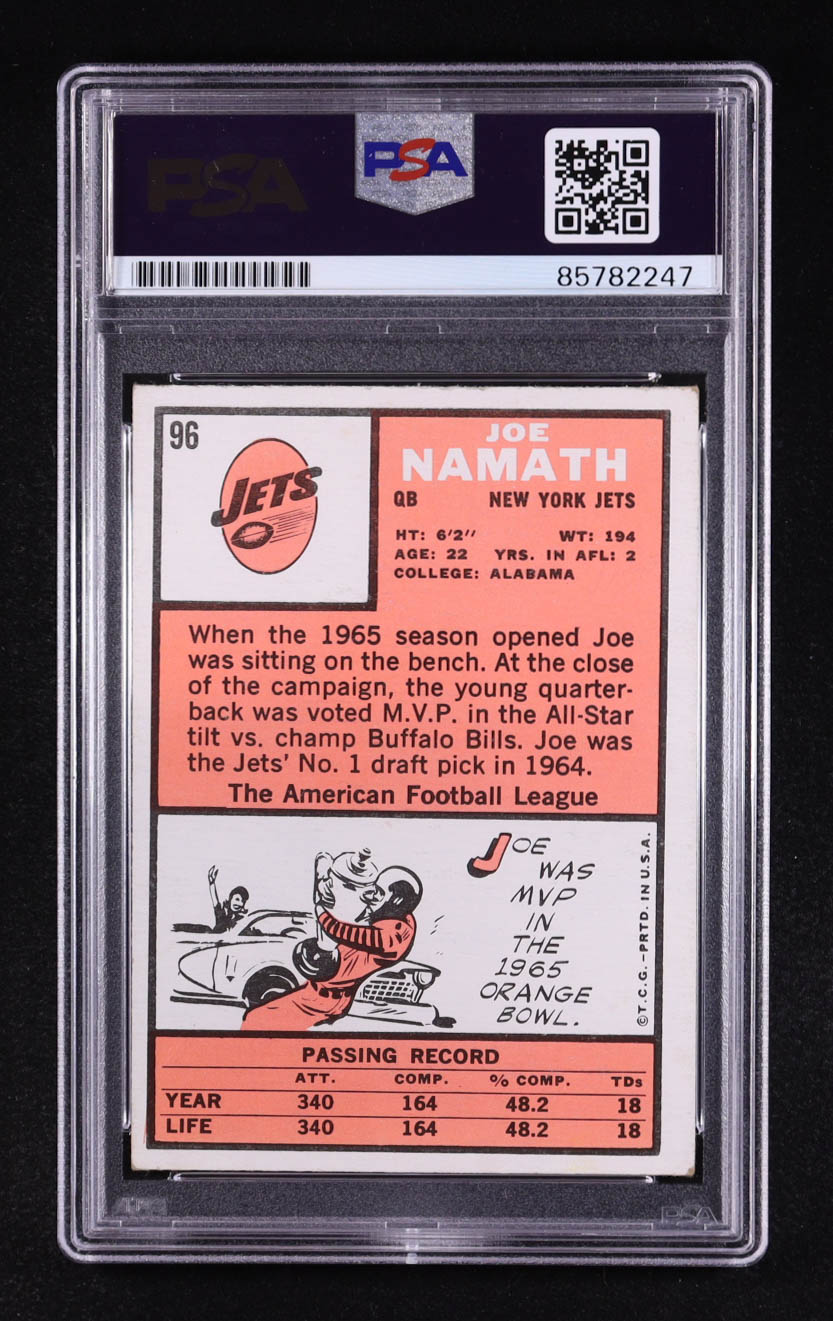 PSA
PSA
85782247
96
JETS
JOE
NAMATH
QB NEW YORK JETS
HT: 6'2" WT: 194
AGE: 22 YRS. IN AFL: 2
COLLEGE: ALABAMA
When the 1965 season opened Joe
was sitting on the bench. At the close
of the campaign, the young quarter-
back was voted M.V.P. in the All-Star
tilt vs. champ Buffalo Bills. Joe was
the Jets' No. 1 draft pick in 1964.
The American Football League
JOE
WAS
MVP
IN
THE
1965
ORANGE
BOWL.
©T.C.G.–PRTD. IN U.S.A.
PASSING RECORD
ATT. COMP. % COMP. TDs
YEAR 340 164 48.2 18
LIFE 340 164 48.2 18
PSA